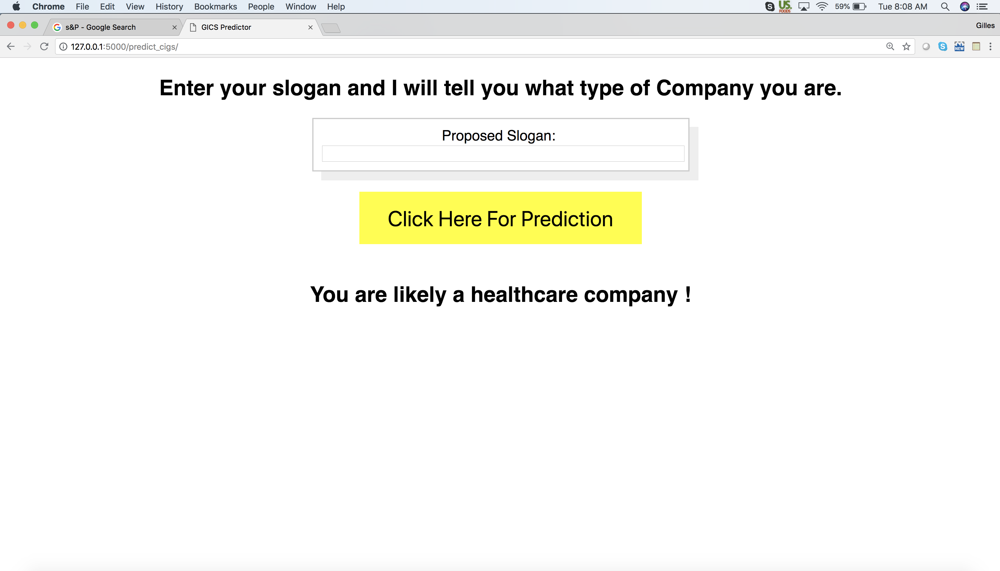 Chrome File Edit View History Bookmarks People Window Help US. FOODS 59% Tue 8:08 AM
s&P - Google Search GICS Predictor Gilles
127.0.0.1:5000/predict_cigs/ S NEW
Enter your slogan and I will tell you what type of Company you are.
Proposed Slogan:
Click Here For Prediction
You are likely a healthcare company !